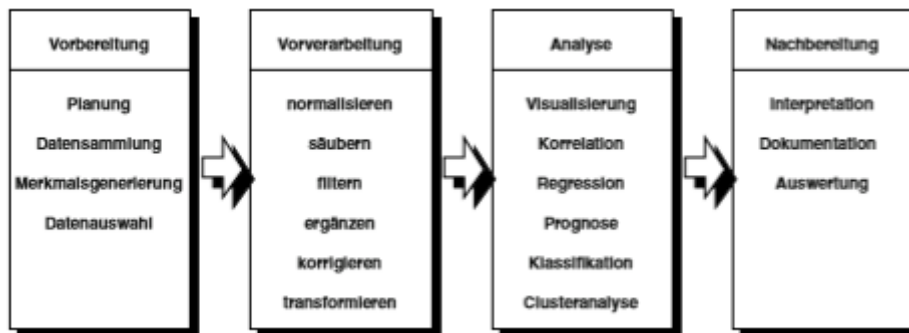 Vorbereitung
Planung
Datensammlung
Merkmalsgenerierung
Datenauswahl
Vorverarbeitung
normalisieren
säubern
filtern
ergänzen
korrigieren
transformieren
Analyse
Visualisierung
Korrelation
Regression
Prognose
Klassifikation
Clusteranalyse
Nachbereitung
Interpretation
Dokumentation
Auswertung